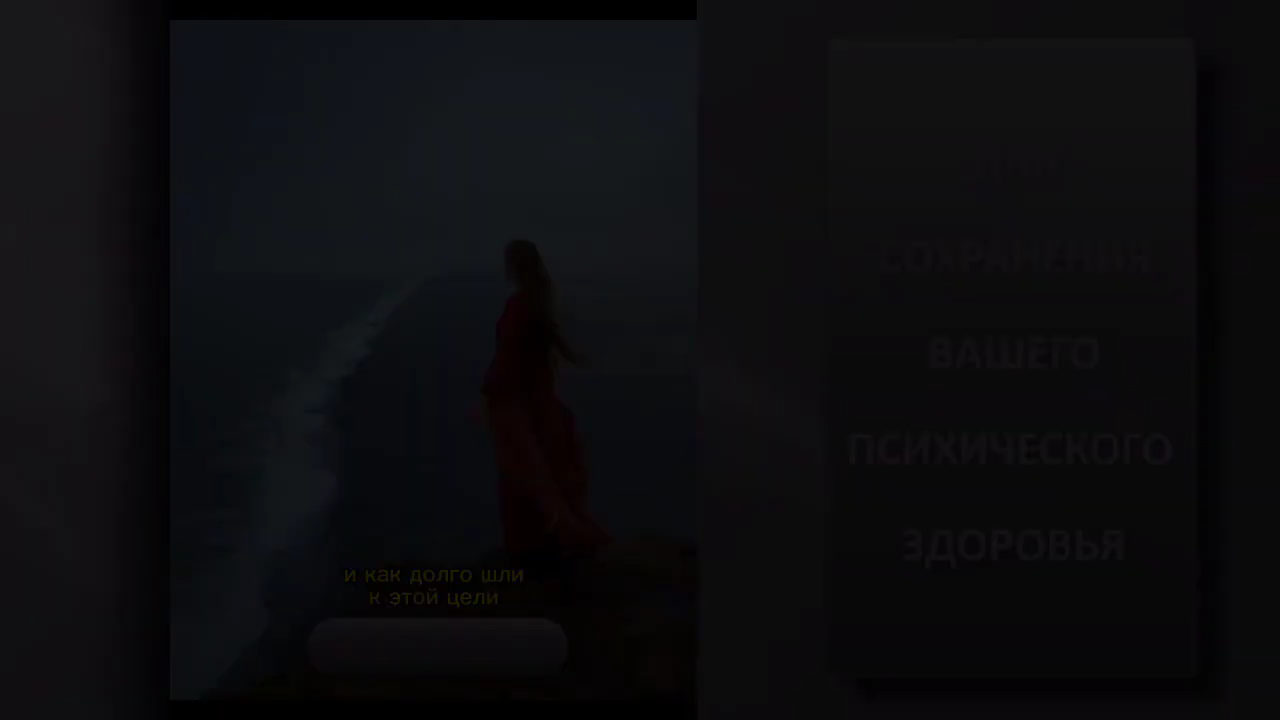 и как долго шли
к этой цели
СОХРАНЕНИЯ
ВАШЕГО
ПСИХИЧЕСКОГО
ЗДОРОВЬЯ